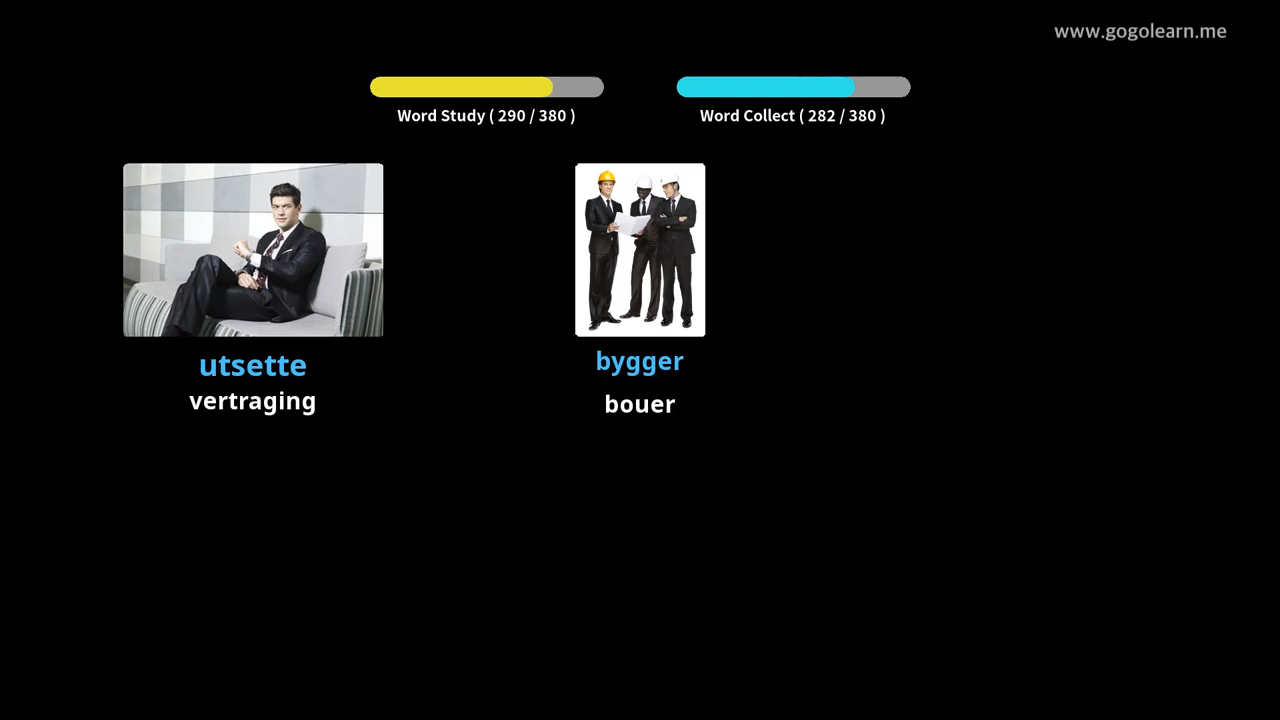 www.gogolearn.me
Word Study ( 290 / 380 )
Word Collect ( 282 / 380 )
utsette
vertraging
bygger
bouer